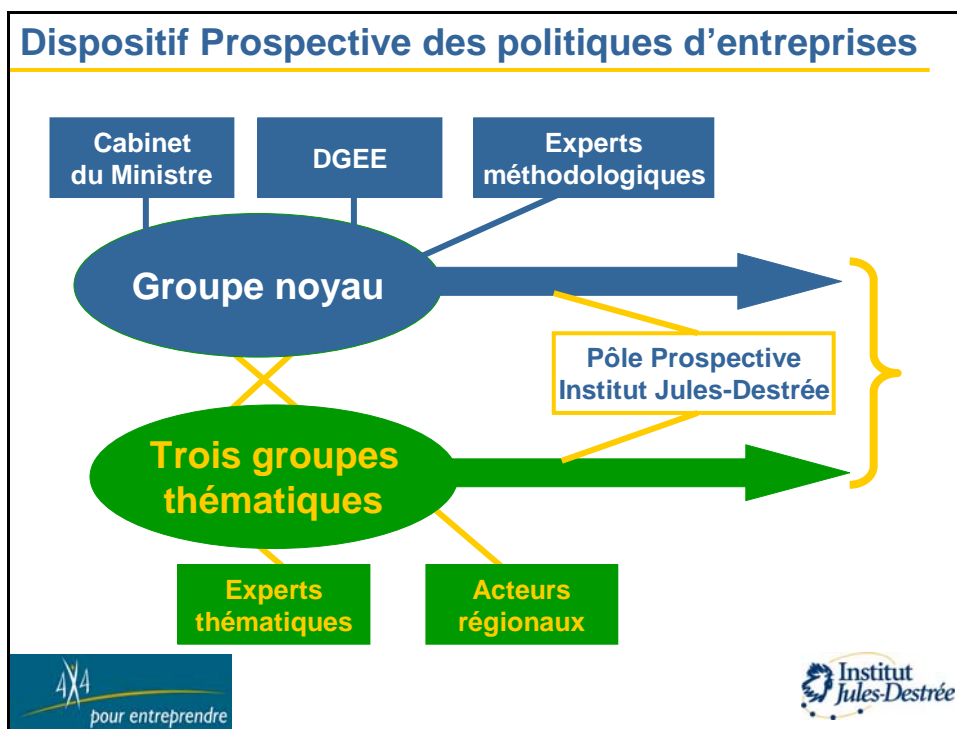 Dispositif Prospective des politiques d’entreprises
Cabinet
du Ministre
DGEE
Experts
méthodologiques
Groupe noyau
Pôle Prospective
Institut Jules-Destrée
Trois groupes
thématiques
Experts
thématiques
Acteurs
régionaux
4X4
pour entreprendre
Institut
Jules-Destrée